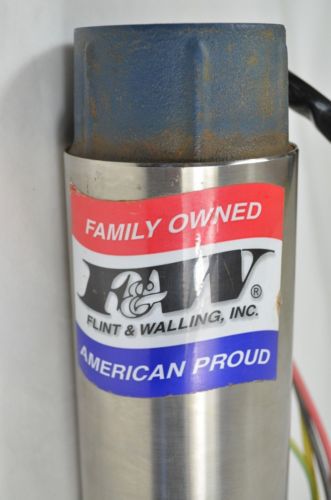 FAMILY OWNED
F&W ®
FLINT & WALLING, INC.
AMERICAN PROUD